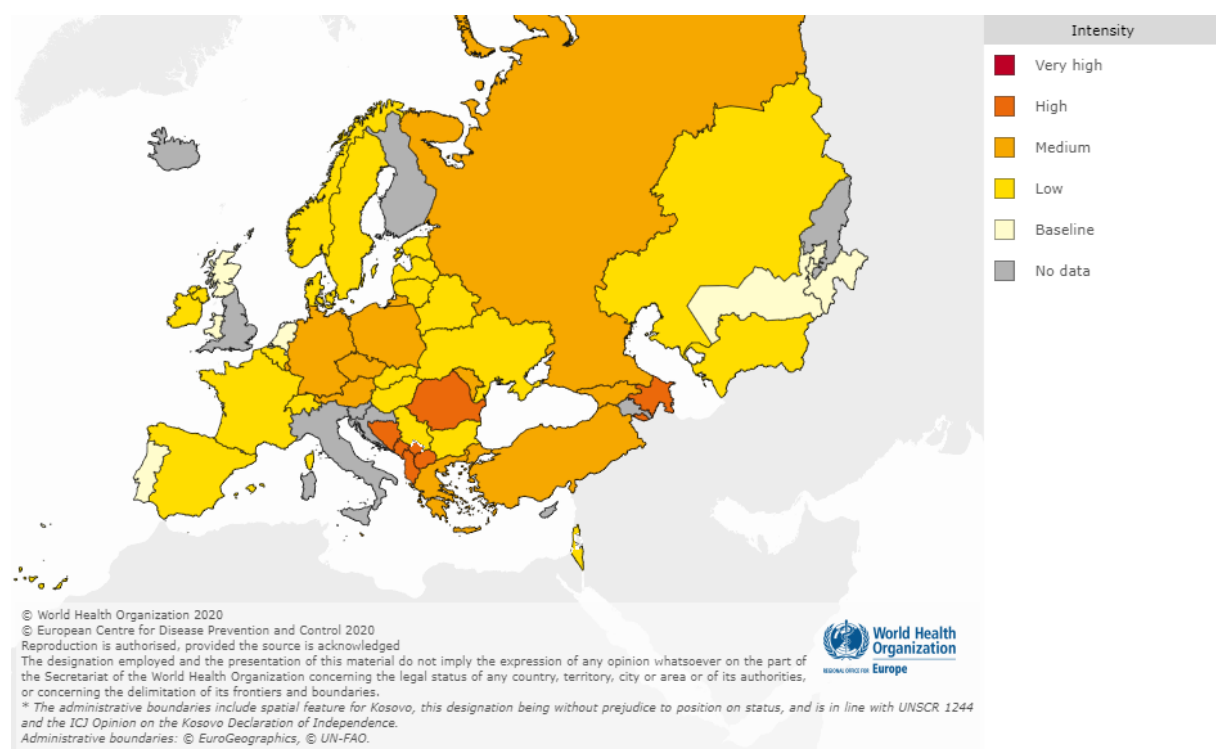 Intensity
Very high
High
Medium
Low
Baseline
No data
© World Health Organization 2020
© European Centre for Disease Prevention and Control 2020
Reproduction is authorised, provided the source is acknowledged
The designation employed and the presentation of this material do not imply the expression of any opinion whatsoever on the part of
the Secretariat of the World Health Organization concerning the legal status of any country, territory, city or area or of its authorities,
or concerning the delimitation of its frontiers and boundaries.
* The administrative boundaries include spatial feature for Kosovo, this designation being without prejudice to position on status, and is in line with UNSCR 1244
and the ICJ Opinion on the Kosovo Declaration of Independence.
Administrative boundaries: © EuroGeographics, © UN-FAO.
World Health
Organization
REGIONAL OFFICE FOR Europe